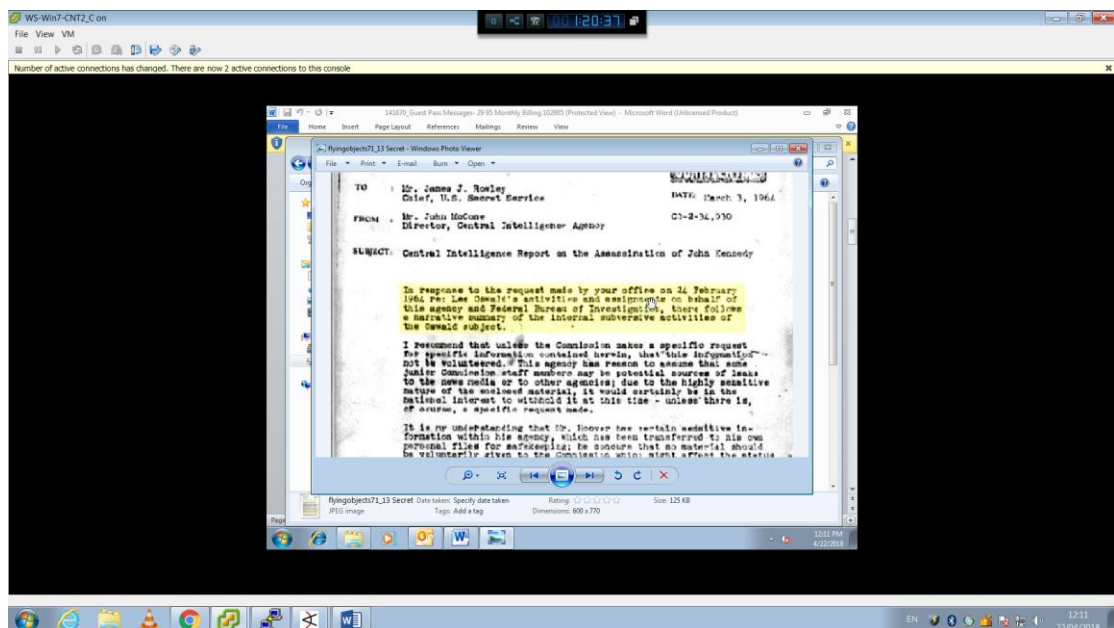 WS-Win7-CNT2_C on
File View VM
1:20:37
Number of active connections has changed. There are now 2 active connections to this console
141670_Guest Pass Messages- 29-95 Monthly Billing 102805 (Protected View) - Microsoft Word (Unlicensed Product)
File Home Insert Page Layout References Mailings Review View
flyingobjects71_13 Secret - Windows Photo Viewer
File Print E-mail Burn Open
Org
TO : Mr. James J. Rowley
Chief, U.S. Secret Service
DATE: March 3, 1964
FROM : Mr. John McCone
Director, Central Intelligence Agency
CO-2-34,030
SUBJECT: Central Intelligence Report on the Assassination of John Kennedy
In response to the request made by your office on 24 February
1964 re: Lee Oswald's activities and assignments on behalf of
this agency and Federal Bureau of Investigation, there follows
a narrative summary of the internal subversive activities of
the Oswald subject.
I recommend that unless the Commission makes a specific request
for specific information contained herein, that this information
not be volunteered. This agency has reason to assume that some
junior Commission staff members may be potential sources of leaks
to the news media or to other agencies; due to the highly sensitive
nature of the enclosed material, it would certainly be in the
national interest to withhold it at this time - unless there is,
of course, a specific request made.
It is my understanding that Mr. Hoover has certain sensitive in-
formation within his agency, which has been transferred to his own
personal files for safekeeping; he concurs that no material should
be voluntarily given to the Commission which might affect the status
flyingobjects71_13 Secret Date taken: Specify date taken Rating: Size: 125 KB
JPEG image Tags: Add a tag Dimensions: 600 x 770
Page
12:11 PM
4/22/2018
EN
12:11
22/04/2018